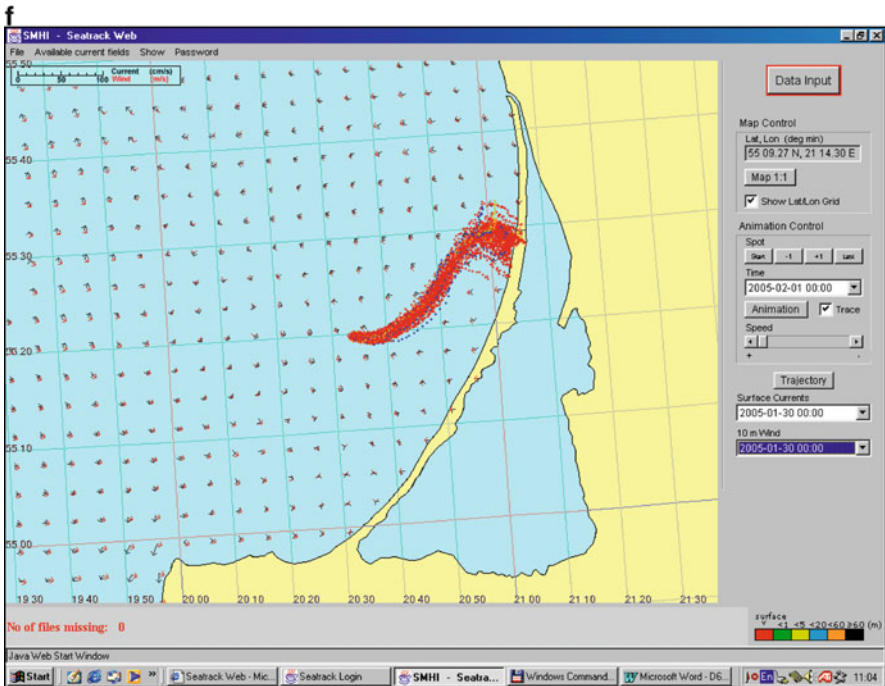 f
SMHI - Seatrack Web
File Available current fields Show Password
Current (cm/s)
Wind (m/s)
0 50 100
55 50
55 40
55 30
55 20
55 10
55 00
19 30 19 40 19 50 20 00 20 10 20 20 20 30 20 40 20 50 21 00 21 10 21 20 21 30
Data Input
Map Control
Lat, Lon (deg min)
55 09.27 N, 21 14.30 E
Map 1:1
Show Lat/Lon Grid
Animation Control
Spot
Start -1 +1 Last
Time
2005-02-01 00:00
Animation Trace
Speed
+ -
Trajectory
Surface Currents
2005-01-30 00:00
10 m Wind
2005-01-30 00:00
No of files missing: 0
surface
<1 <5 <20 <60 ≥60 (m)
Java Web Start Window
Start » Seatrack Web - Mic... Seatrack Login SMHI - Seatra... Windows Command... Microsoft Word - D6... En 11:04